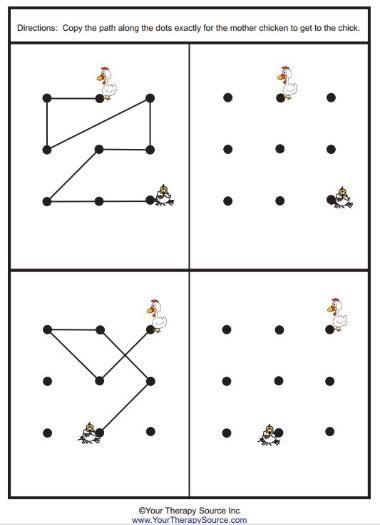 Directions:  Copy the path along the dots exactly for the mother chicken to get to the chick.
©Your Therapy Source Inc
www.YourTherapySource.com